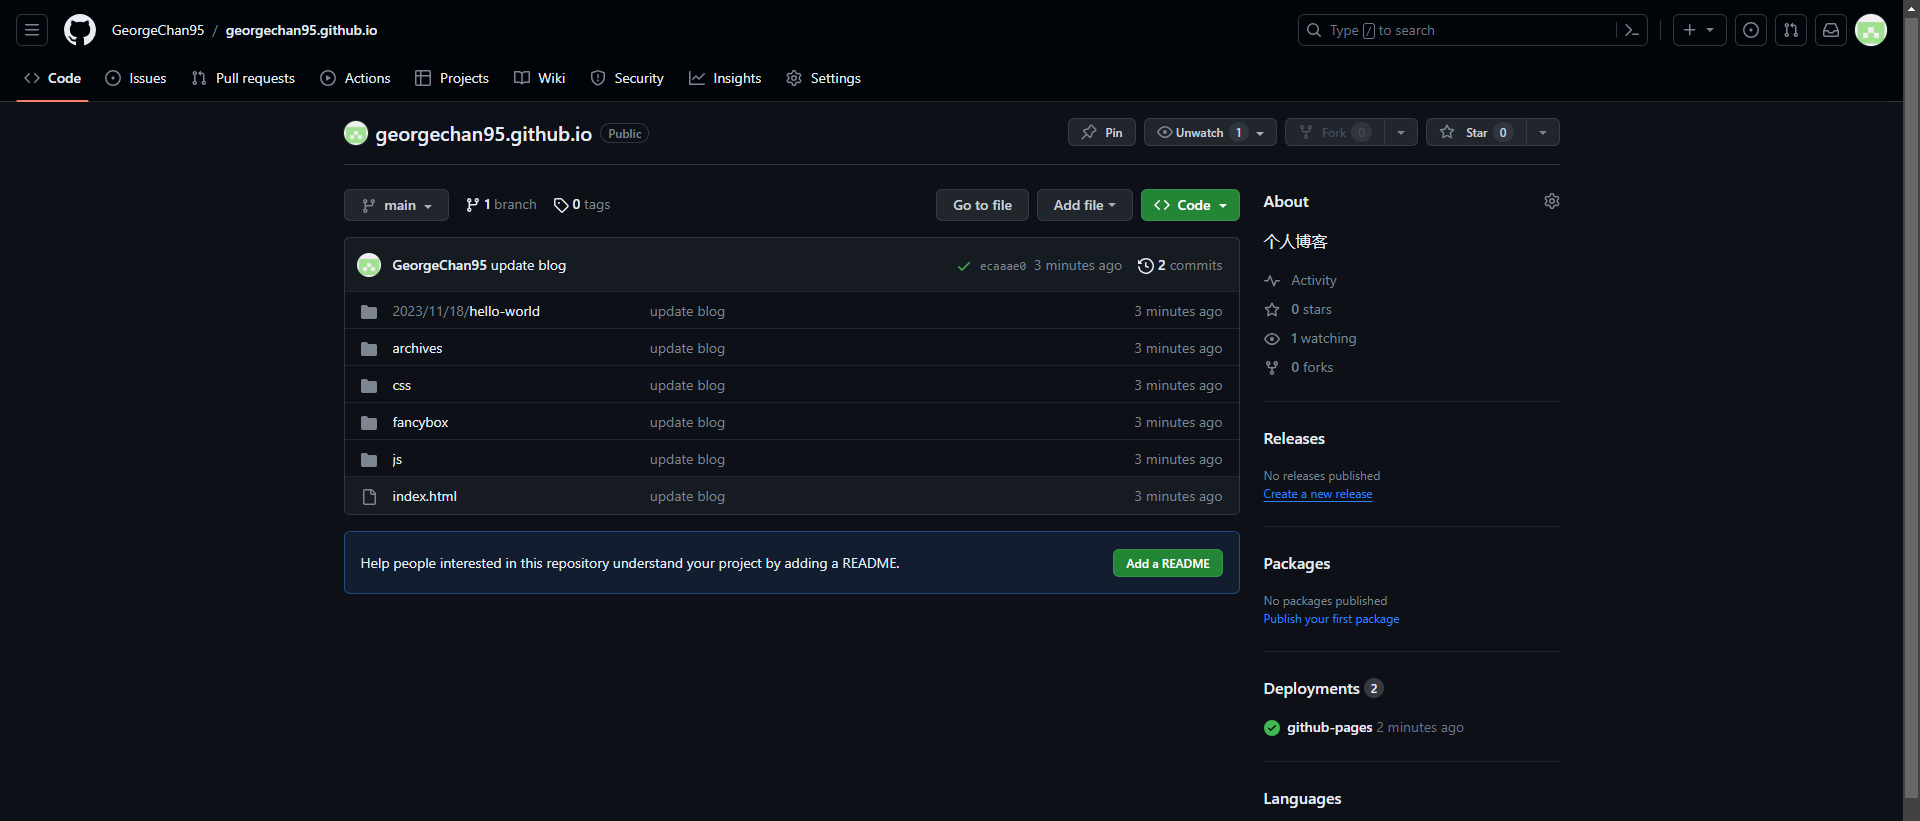 GeorgeChan95 / georgechan95.github.io
Type / to search
Code Issues Pull requests Actions Projects Wiki Security Insights Settings
georgechan95.github.io Public
Pin Unwatch 1 Fork 0 Star 0
main 1 branch 0 tags Go to file Add file Code
GeorgeChan95 update blog ecaaae0 3 minutes ago 2 commits
2023/11/18/hello-world update blog 3 minutes ago
archives update blog 3 minutes ago
css update blog 3 minutes ago
fancybox update blog 3 minutes ago
js update blog 3 minutes ago
index.html update blog 3 minutes ago
Help people interested in this repository understand your project by adding a README. Add a README
About
个人博客
Activity
0 stars
1 watching
0 forks
Releases
No releases published
Create a new release
Packages
No packages published
Publish your first package
Deployments 2
github-pages 2 minutes ago
Languages